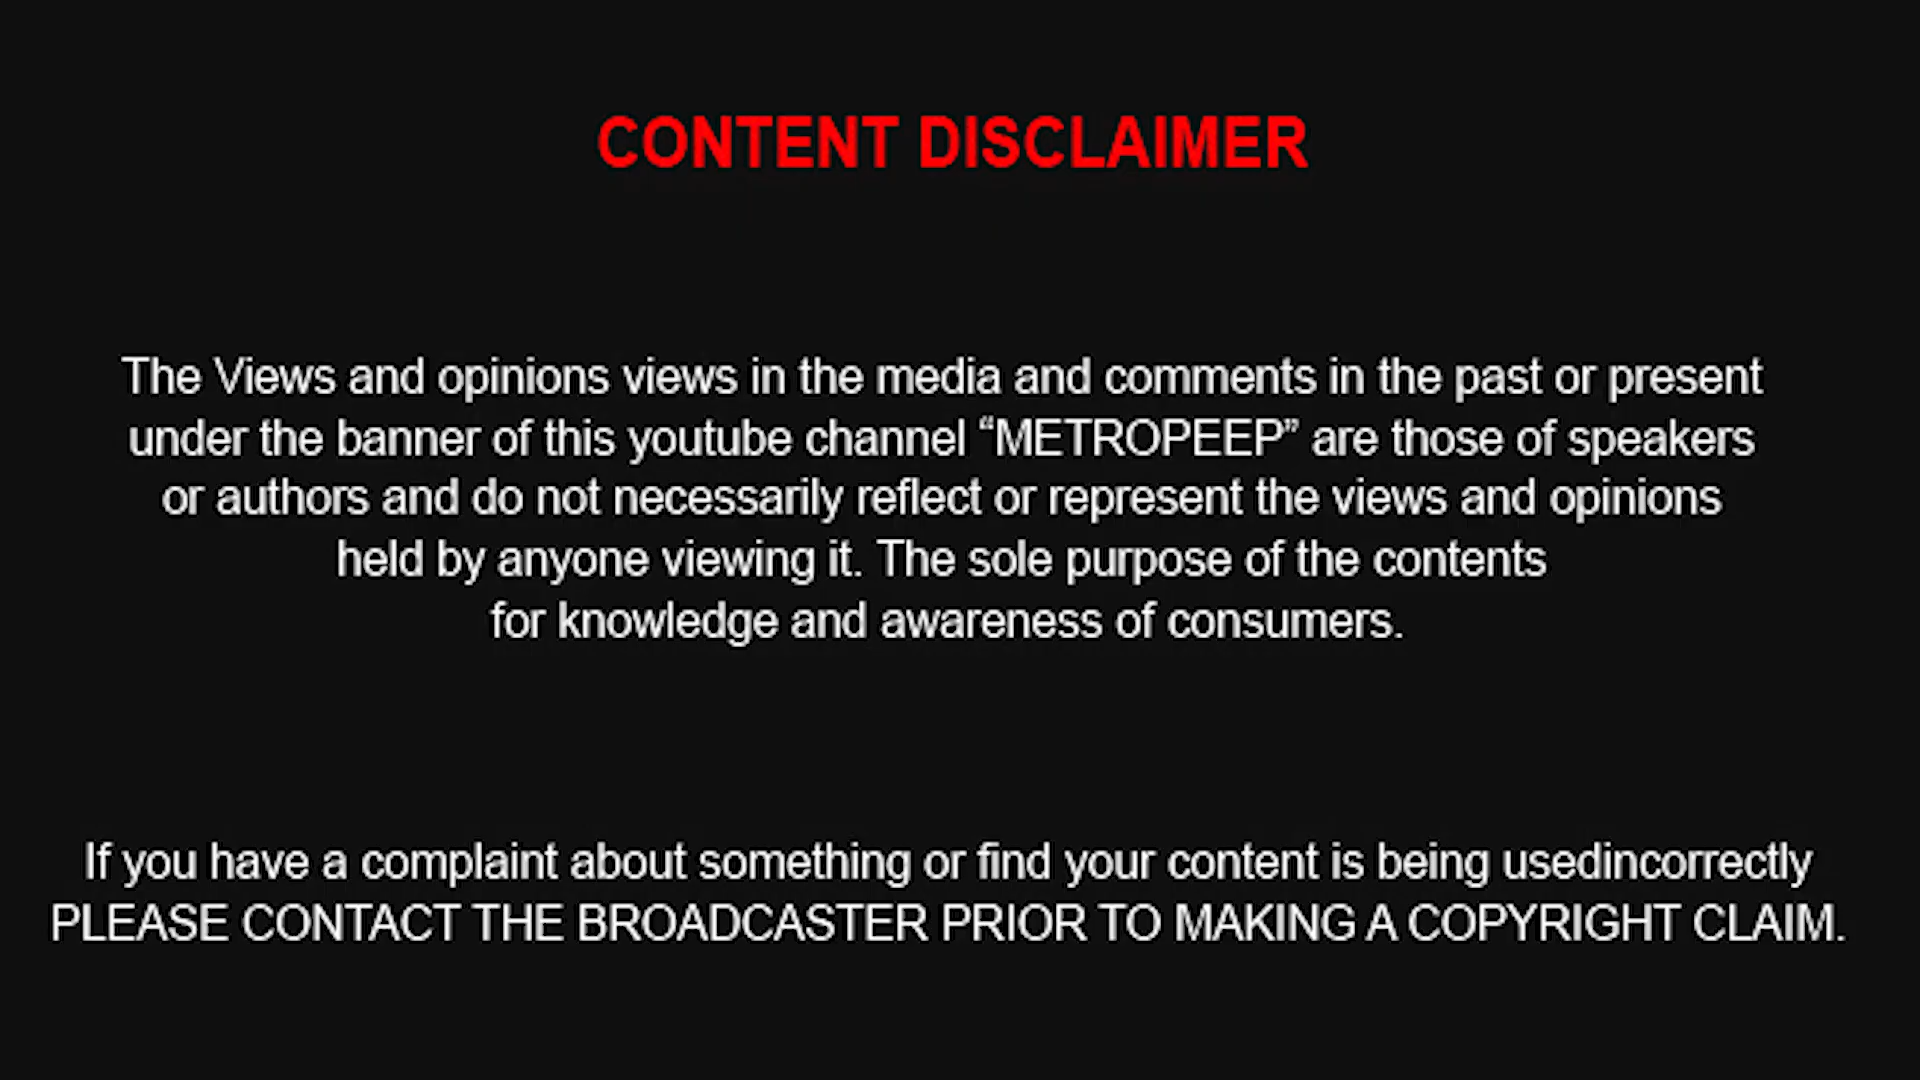 CONTENT DISCLAIMER
The Views and opinions views in the media and comments in the past or present
under the banner of this youtube channel “METROPEEP” are those of speakers
or authors and do not necessarily reflect or represent the views and opinions
held by anyone viewing it. The sole purpose of the contents
for knowledge and awareness of consumers.
If you have a complaint about something or find your content is being usedincorrectly
PLEASE CONTACT THE BROADCASTER PRIOR TO MAKING A COPYRIGHT CLAIM.